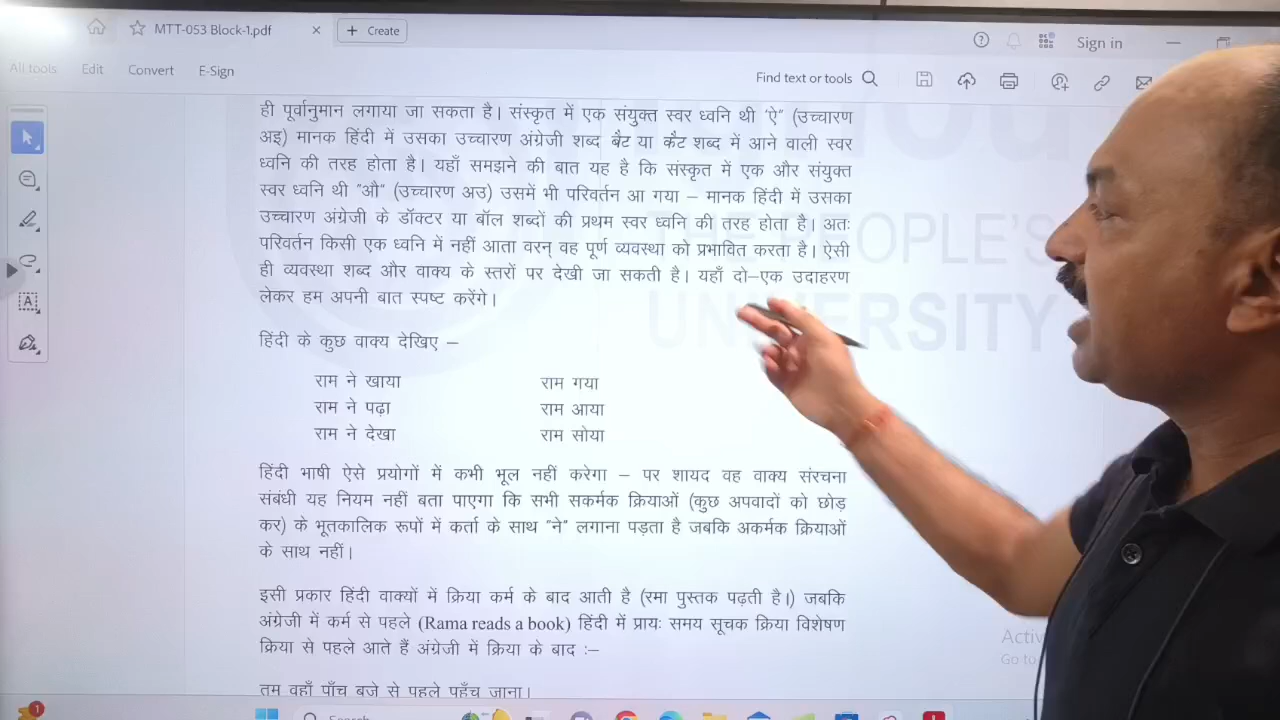 MTT-053 Block-1.pdf
Create
Sign in
All tools
Edit
Convert
E-Sign
Find text or tools
ही पूर्वानुमान लगाया जा सकता है। संस्कृत में एक संयुक्त स्वर ध्वनि थी 'ऐ" (उच्चारण
अइ) मानक हिंदी में उसका उच्चारण अंग्रेजी शब्द बैट या कैट शब्द में आने वाली स्वर
ध्वनि की तरह होता है। यहाँ समझने की बात यह है कि संस्कृत में एक और संयुक्त
स्वर ध्वनि थी "औ" (उच्चारण अउ) उसमें भी परिवर्तन आ गया – मानक हिंदी में उसका
उच्चारण अंग्रेजी के डॉक्टर या बॉल शब्दों की प्रथम स्वर ध्वनि की तरह होता है। अतः
परिवर्तन किसी एक ध्वनि में नहीं आता वरन् वह पूर्ण व्यवस्था को प्रभावित करता है। ऐसी
ही व्यवस्था शब्द और वाक्य के स्तरों पर देखी जा सकती है। यहाँ दो–एक उदाहरण
लेकर हम अपनी बात स्पष्ट करेंगे।
THE PEOPLE'S
UNIVERSITY
हिंदी के कुछ वाक्य देखिए –
राम ने खाया राम गया
राम ने पढ़ा राम आया
राम ने देखा राम सोया
हिंदी भाषी ऐसे प्रयोगों में कभी भूल नहीं करेगा – पर शायद वह वाक्य संरचना
संबंधी यह नियम नहीं बता पाएगा कि सभी सकर्मक क्रियाओं (कुछ अपवादों को छोड़
कर) के भूतकालिक रूपों में कर्ता के साथ "ने" लगाना पड़ता है जबकि अकर्मक क्रियाओं
के साथ नहीं।
इसी प्रकार हिंदी वाक्यों में क्रिया कर्म के बाद आती है (रमा पुस्तक पढ़ती है।) जबकि
अंग्रेजी में कर्म से पहले (Rama reads a book) हिंदी में प्रायः समय सूचक क्रिया विशेषण
क्रिया से पहले आते हैं अंग्रेजी में क्रिया के बाद :–
तुम वहाँ पाँच बजे से पहले पहुँच जाना।
Go to
Search